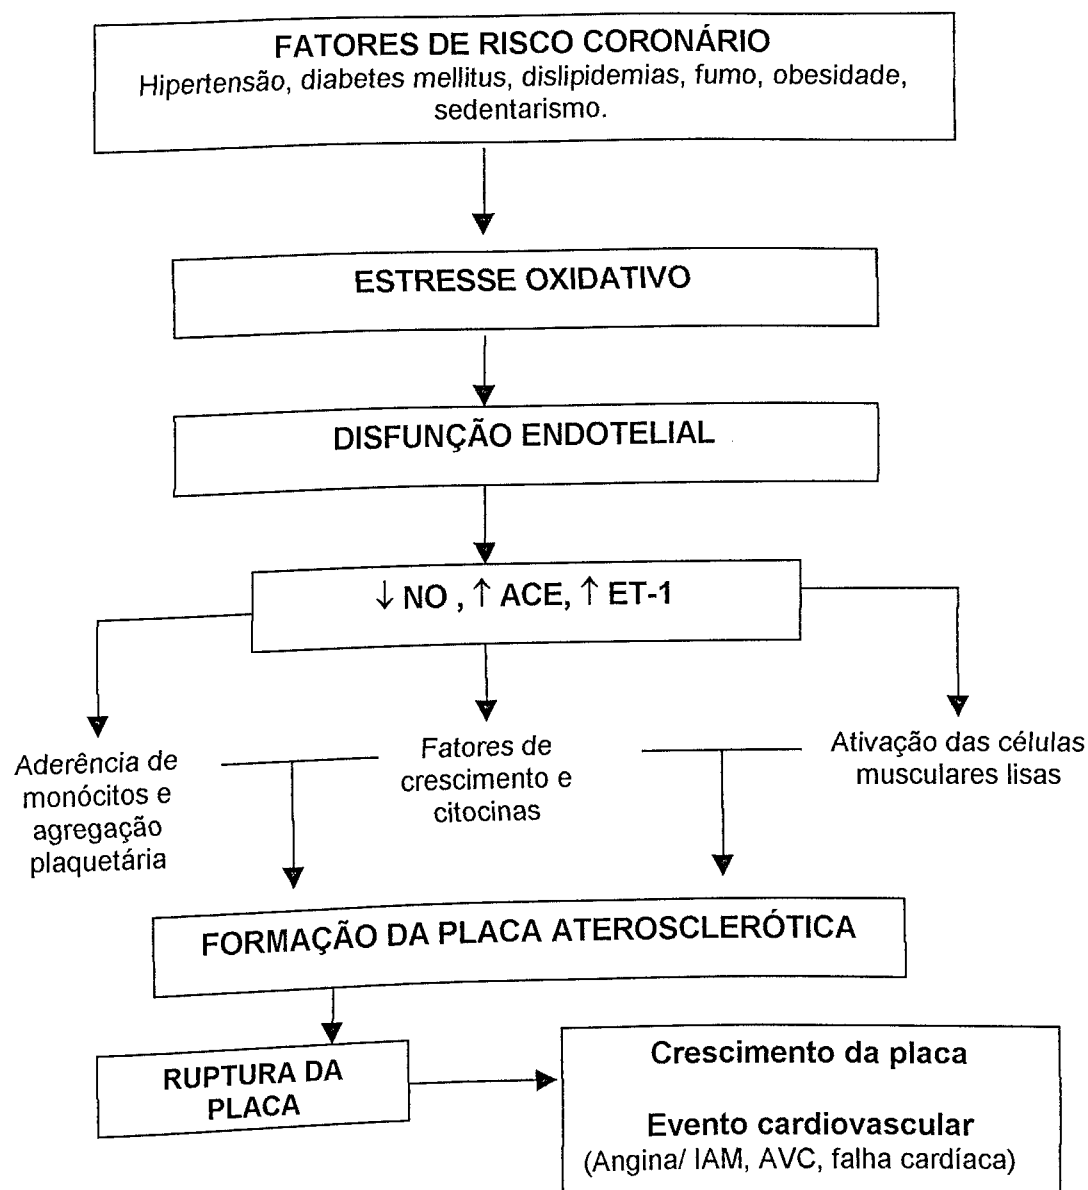 FATORES DE RISCO CORONÁRIO
Hipertensão, diabetes mellitus, dislipidemias, fumo, obesidade,
sedentarismo.
ESTRESSE OXIDATIVO
DISFUNÇÃO ENDOTELIAL
↓ NO , ↑ ACE, ↑ ET-1
Aderência de
monócitos e
agregação
plaquetária
Fatores de
crescimento e
citocinas
Ativação das células
musculares lisas
FORMAÇÃO DA PLACA ATEROSCLERÓTICA
RUPTURA DA
PLACA
Crescimento da placa
Evento cardiovascular
(Angina/ IAM, AVC, falha cardíaca)